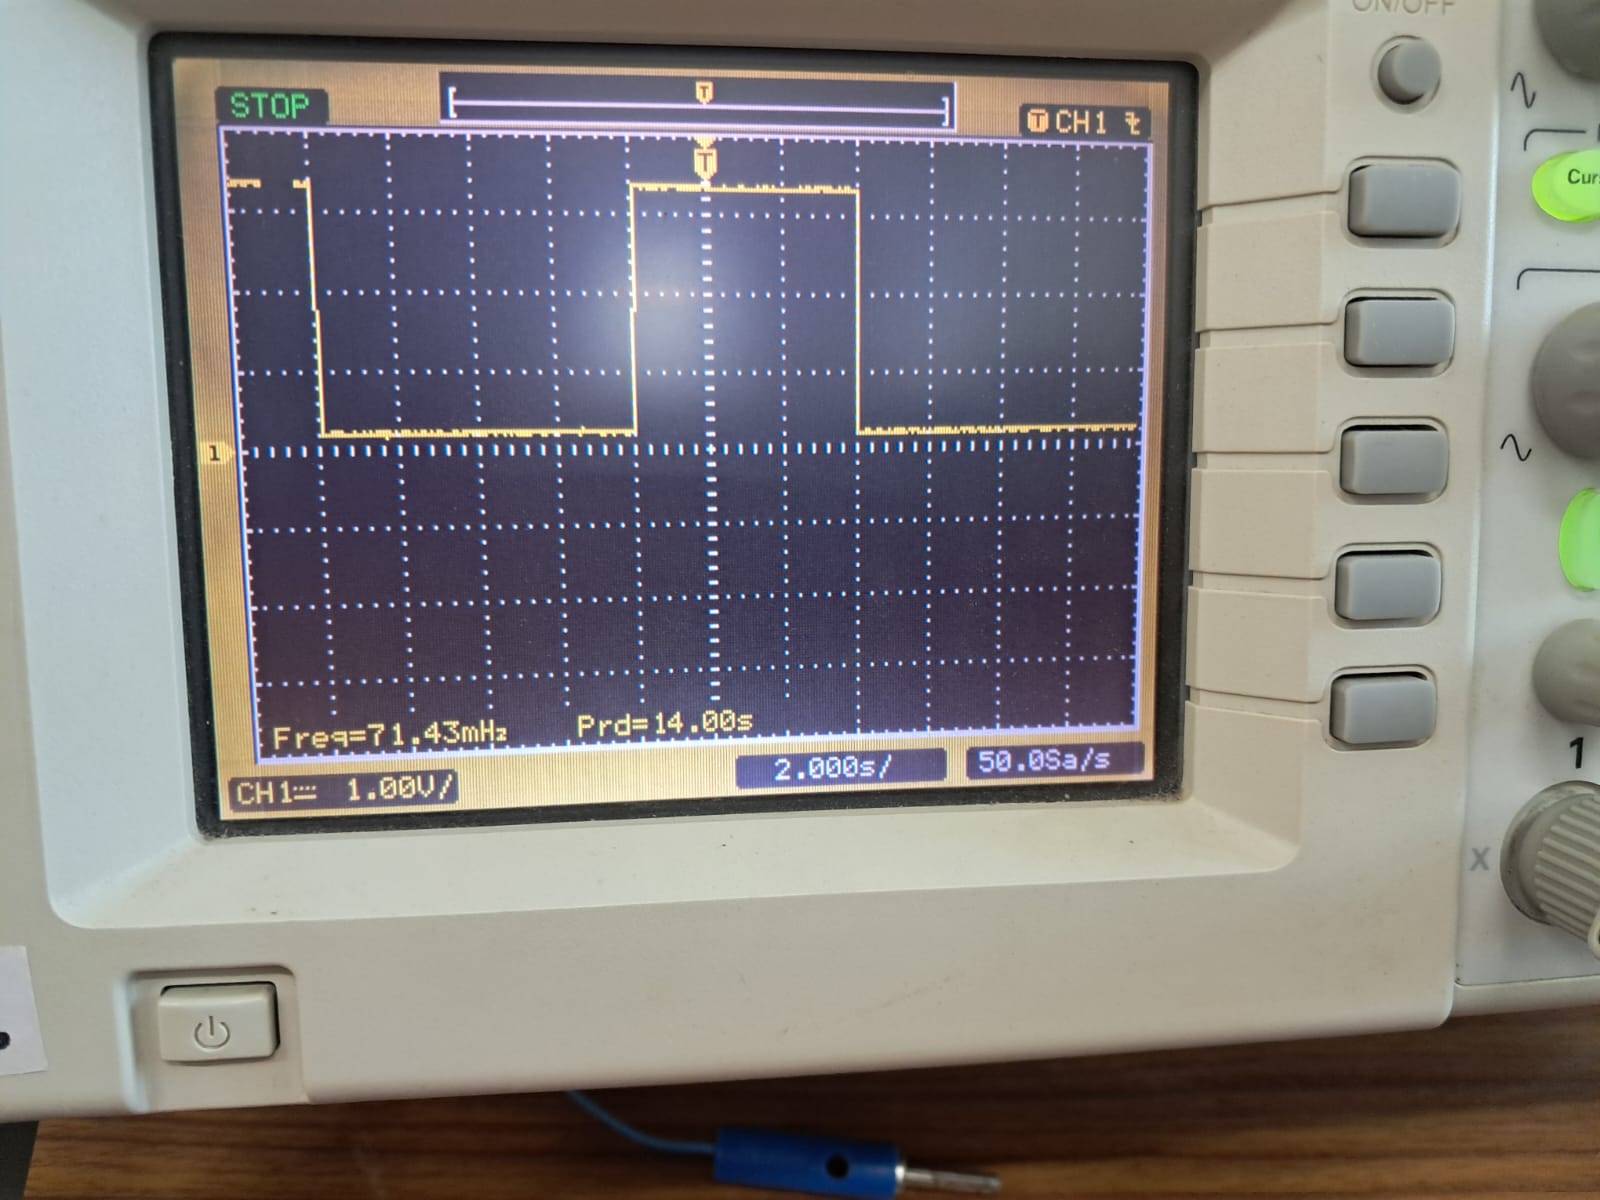 ON/OFF
STOP
T
T CH1
T
Curs
1
Freq=71.43mHz
Prd=14.00s
CH1 1.00V/
2.000s/
50.0Sa/s
1
X